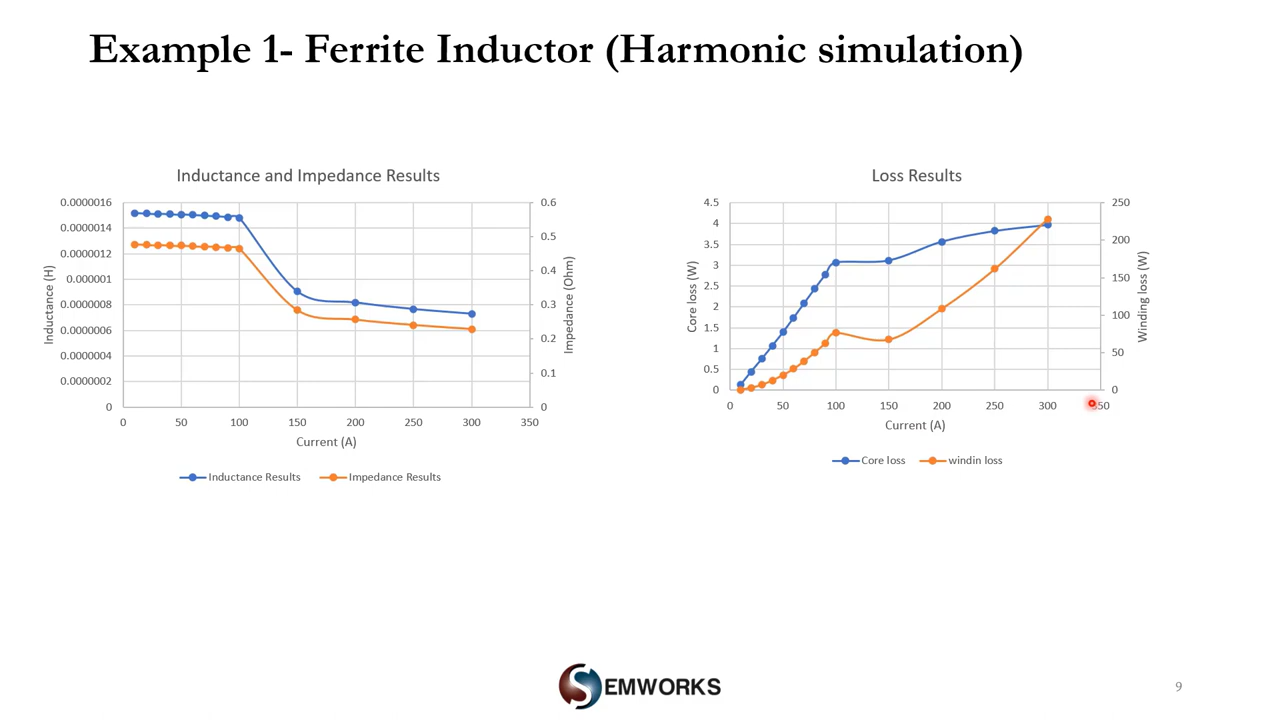 Example 1- Ferrite Inductor (Harmonic simulation)
Inductance and Impedance Results
0.0000016
0.0000014
0.0000012
0.000001
0.0000008
0.0000006
0.0000004
0.0000002
0
Inductance (H)
0.6
0.5
0.4
0.3
0.2
0.1
0
Impedance (Ohm)
0 50 100 150 200 250 300 350
Current (A)
Inductance Results Impedance Results
Loss Results
4.5
4
3.5
3
2.5
2
1.5
1
0.5
0
Core loss (W)
250
200
150
100
50
0
Winding loss (W)
0 50 100 150 200 250 300 350
Current (A)
Core loss windin loss
EMWORKS
9